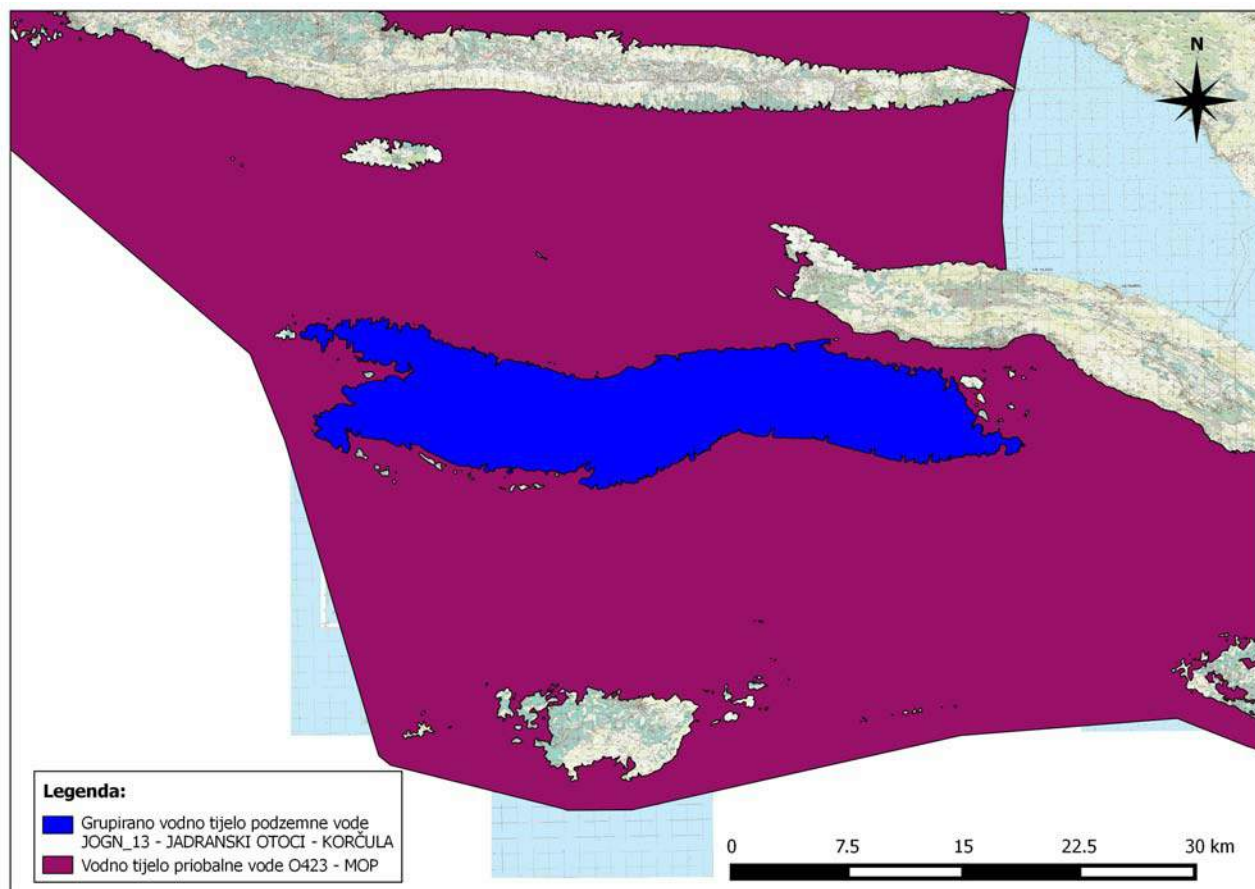 N
Legenda:
Grupirano vodno tijelo podzemne vode
JOGN_13 - JADRANSKI OTOCI - KORČULA
Vodno tijelo priobalne vode O423 - MOP
0 7.5 15 22.5 30 km